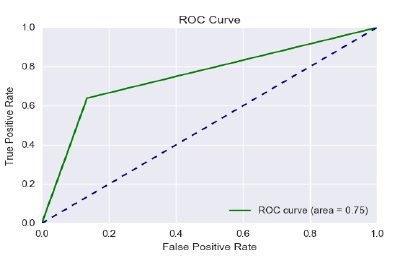 ROC Curve
1.0
0.8
0.6
0.4
0.2
0.0
True Positive Rate
0.0 0.2 0.4 0.6 0.8 1.0
False Positive Rate
ROC curve (area = 0.75)